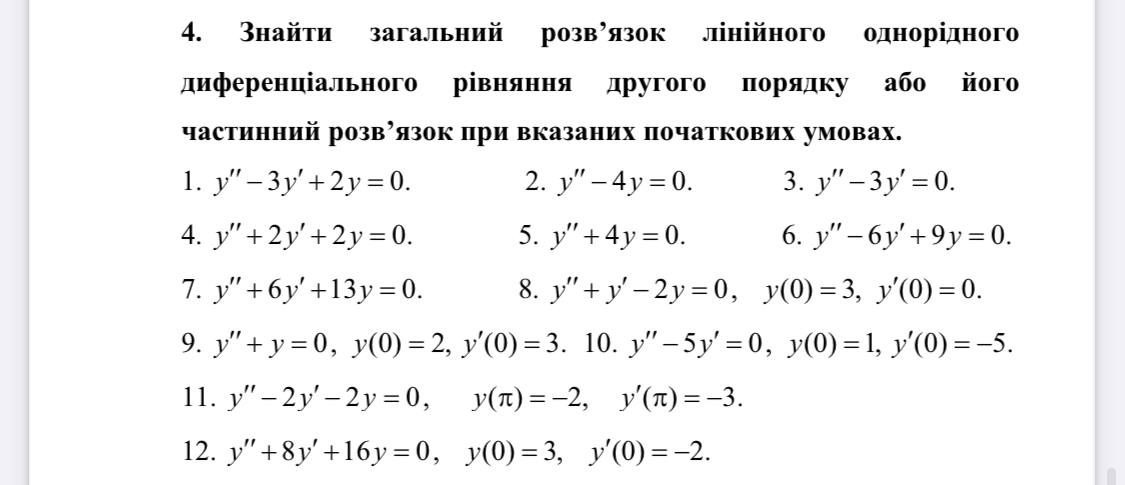 4. Знайти загальний розв’язок лінійного однорідного
диференціального рівняння другого порядку або його
частинний розв’язок при вказаних початкових умовах.
1. y″ – 3y′ + 2y = 0. 2. y″ – 4y = 0. 3. y″ – 3y′ = 0.
4. y″ + 2y′ + 2y = 0. 5. y″ + 4y = 0. 6. y″ – 6y′ + 9y = 0.
7. y″ + 6y′ + 13y = 0. 8. y″ + y′ – 2y = 0, y(0) = 3, y′(0) = 0.
9. y″ + y = 0, y(0) = 2, y′(0) = 3. 10. y″ – 5y′ = 0, y(0) = 1, y′(0) = –5.
11. y″ – 2y′ – 2y = 0, y(π) = –2, y′(π) = –3.
12. y″ + 8y′ + 16y = 0, y(0) = 3, y′(0) = –2.